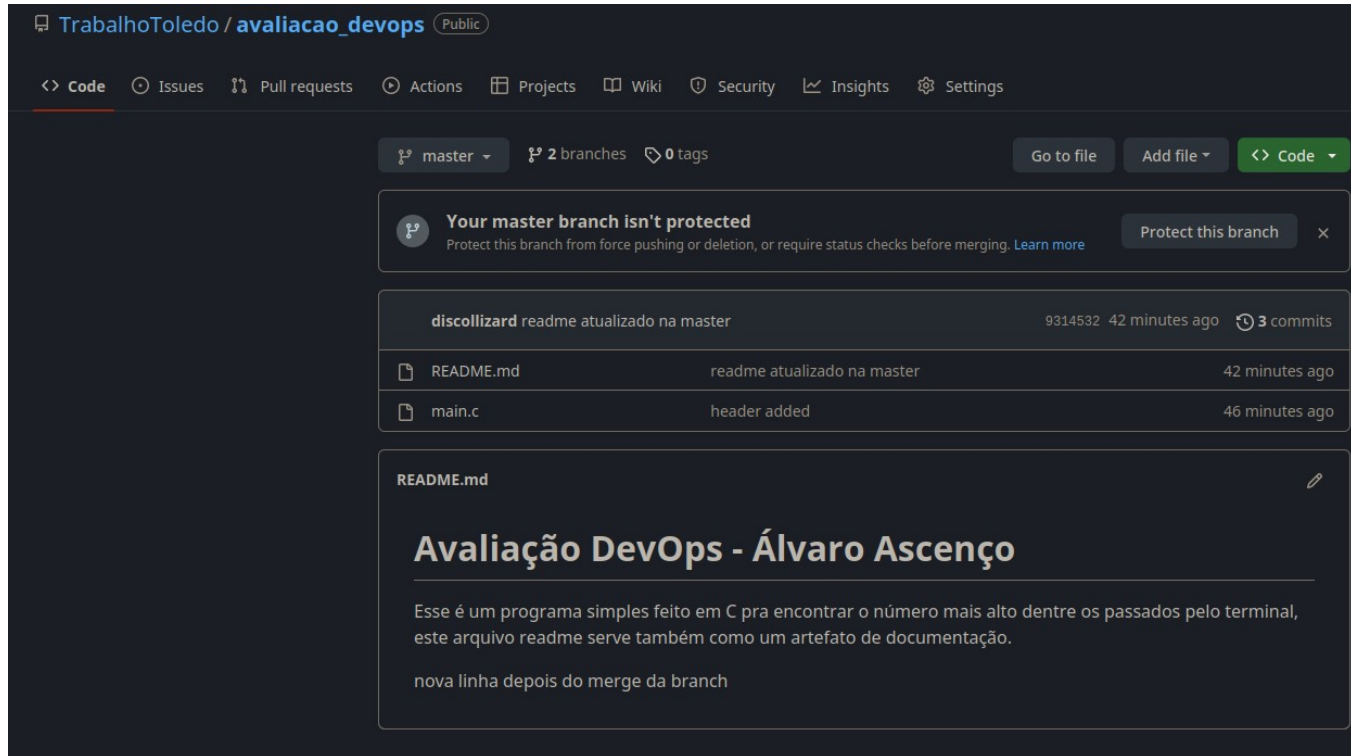 TrabalhoToledo / avaliacao_devops Public
Code Issues Pull requests Actions Projects Wiki Security Insights Settings
master 2 branches 0 tags Go to file Add file Code
Your master branch isn't protected
Protect this branch from force pushing or deletion, or require status checks before merging. Learn more
Protect this branch
discollizard readme atualizado na master 9314532 42 minutes ago 3 commits
README.md readme atualizado na master 42 minutes ago
main.c header added 46 minutes ago
README.md
Avaliação DevOps - Álvaro Ascenço
Esse é um programa simples feito em C pra encontrar o número mais alto dentre os passados pelo terminal,
este arquivo readme serve também como um artefato de documentação.
nova linha depois do merge da branch